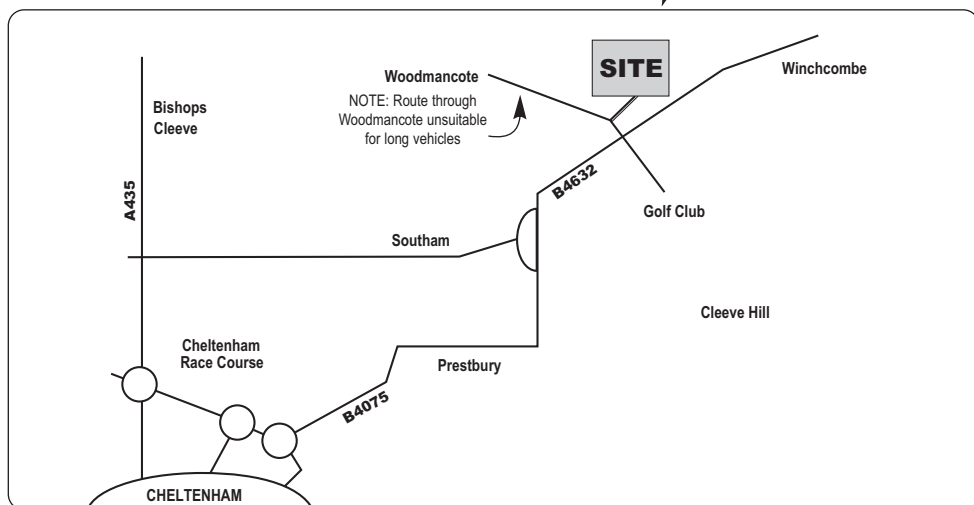 SITE
Winchcombe
Woodmancote
NOTE: Route through
Woodmancote unsuitable
for long vehicles
Bishops
Cleeve
A435
B4632
Golf Club
Southam
Cleeve Hill
Cheltenham
Race Course
Prestbury
B4075
CHELTENHAM